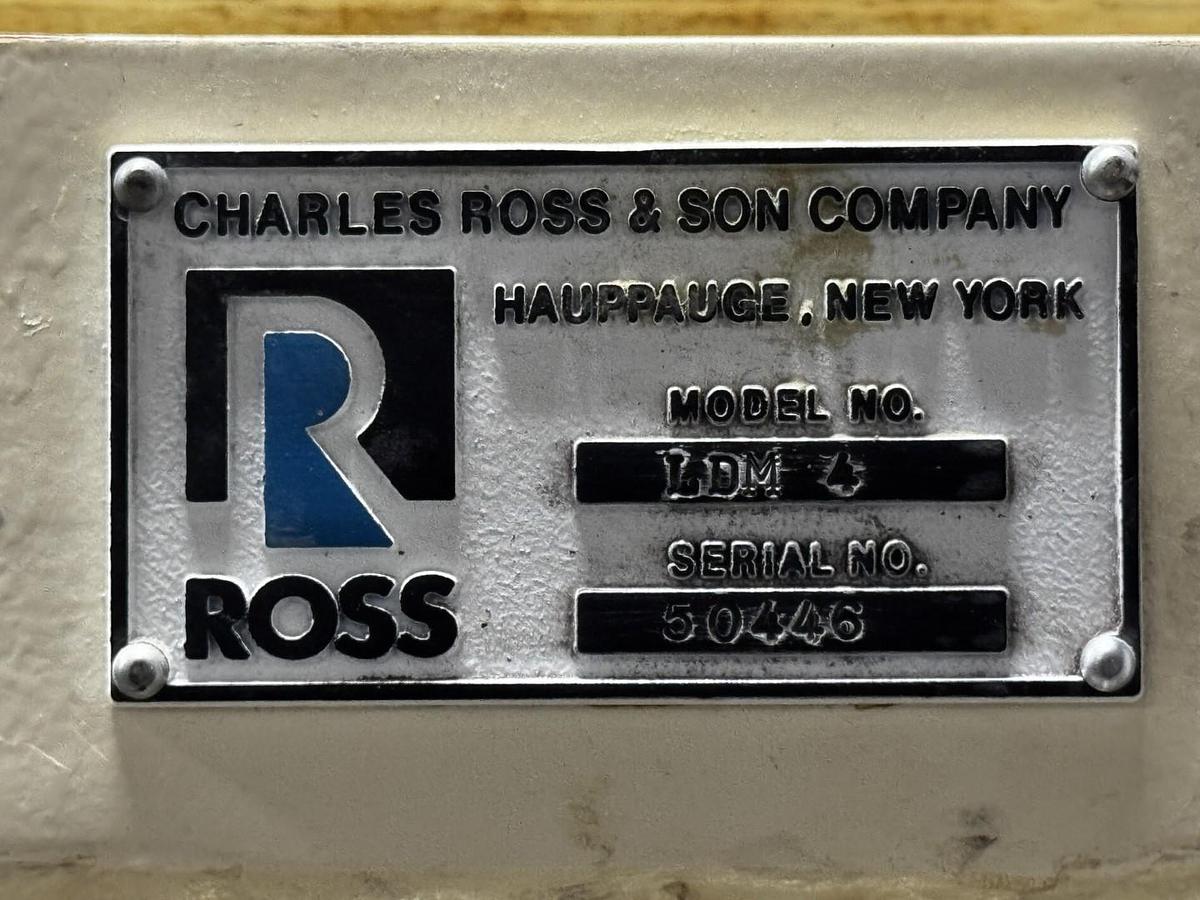 CHARLES ROSS & SON COMPANY
HAUPPAUGE, NEW YORK
R
MODEL NO.
LDM 4
SERIAL NO.
50446
ROSS